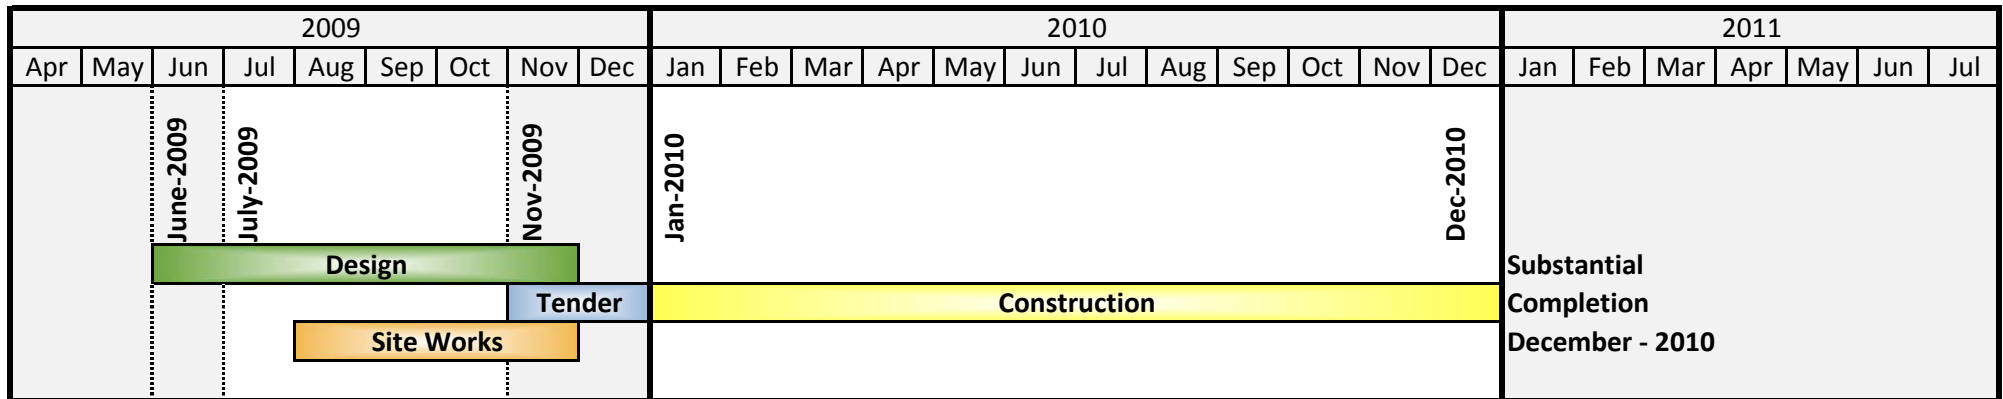 2009 2010 2011
Apr May Jun Jul Aug Sep Oct Nov Dec Jan Feb Mar Apr May Jun Jul Aug Sep Oct Nov Dec Jan Feb Mar Apr May Jun Jul
June-2009
July-2009
Nov-2009
Jan-2010
Dec-2010
Design
Tender
Construction
Site Works
Substantial
Completion
December - 2010